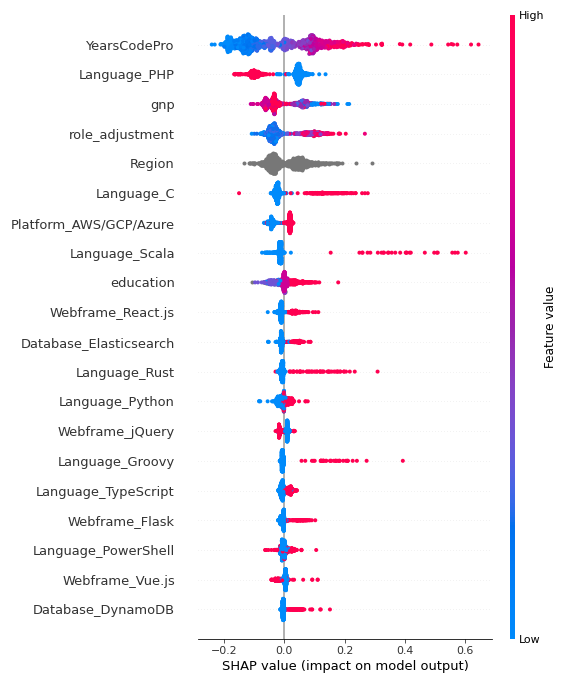 High
YearsCodePro
Language_PHP
gnp
role_adjustment
Region
Language_C
Platform_AWS/GCP/Azure
Language_Scala
education
Webframe_React.js
Database_Elasticsearch
Language_Rust
Language_Python
Webframe_jQuery
Language_Groovy
Language_TypeScript
Webframe_Flask
Language_PowerShell
Webframe_Vue.js
Database_DynamoDB
Feature value
Low
−0.2 0.0 0.2 0.4 0.6
SHAP value (impact on model output)